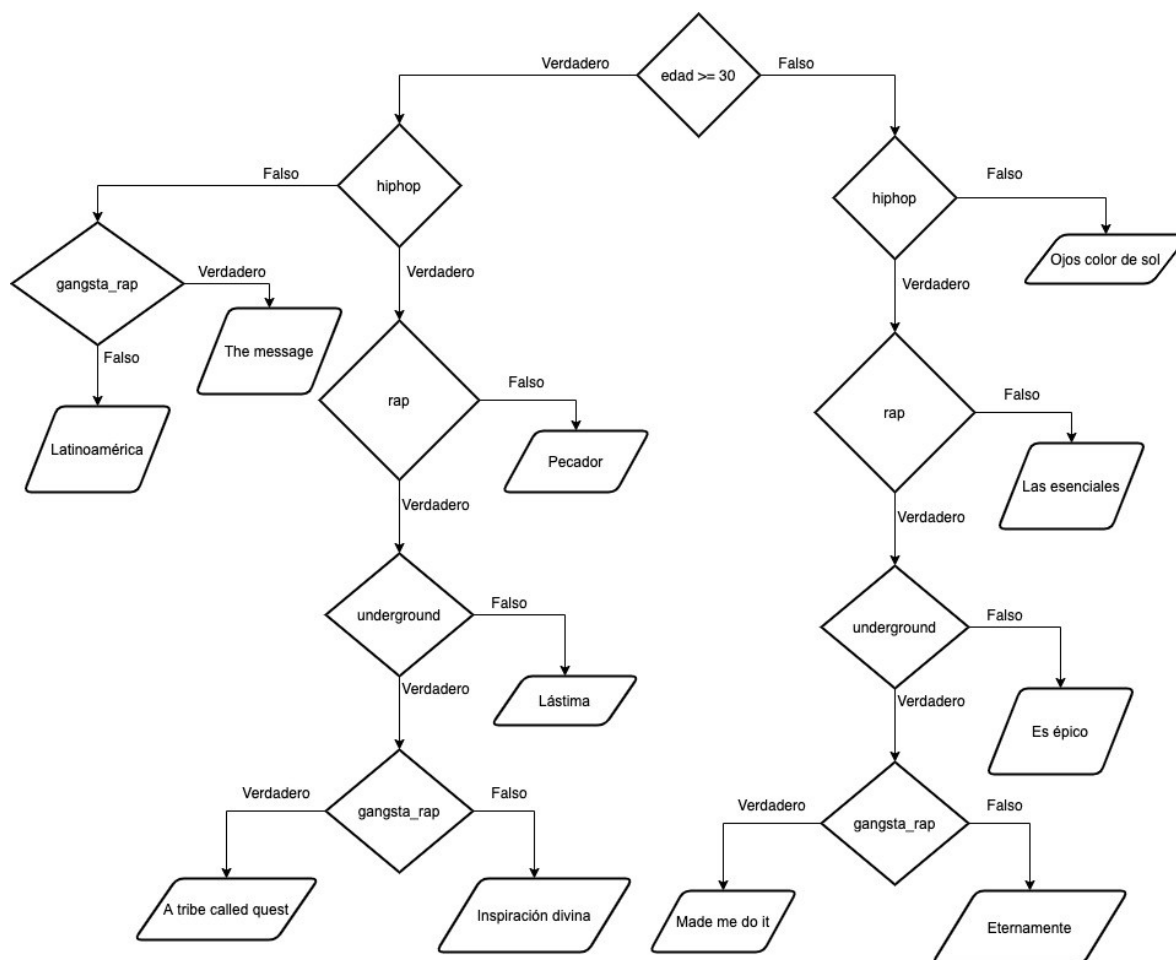 edad >= 30
Verdadero
Falso
hiphop
Falso
Verdadero
gangsta_rap
Verdadero
The message
Falso
Latinoamérica
rap
Falso
Pecador
Verdadero
underground
Falso
Lástima
Verdadero
gangsta_rap
Verdadero
A tribe called quest
Falso
Inspiración divina
hiphop
Falso
Ojos color de sol
Verdadero
rap
Falso
Las esenciales
Verdadero
underground
Falso
Es épico
Verdadero
gangsta_rap
Verdadero
Made me do it
Falso
Eternamente